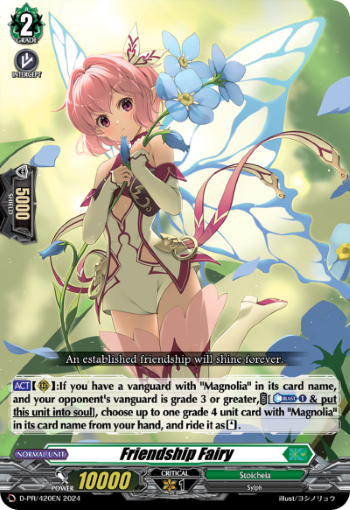 2
GRADE
INTERCEPT
5000
SHIELD
An established friendship will shine forever.
ACT【】:If you have a vanguard with "Magnolia" in its card name,
and your opponent's vanguard is grade 3 or greater, [BLAST 1 & put
this unit into soul], choose up to one grade 4 unit card with "Magnolia"
in its card name from your hand, and ride it as【】.
NORMAL UNIT
Friendship Fairy
POWER 10000
CRITICAL
1
Stoicheia
Sylph
D-PR/420EN 2024
illust/ヨシノリョウ